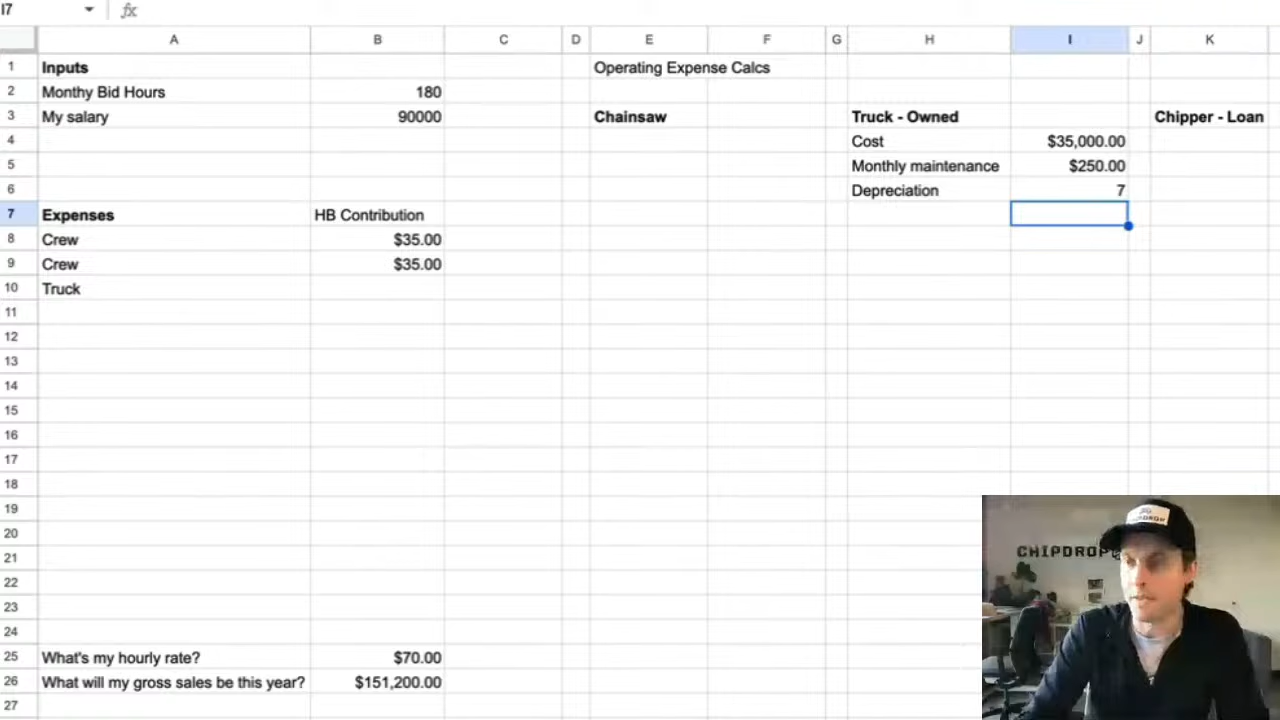 I7 fx
A B C D E F G H I J K
1 Inputs Operating Expense Calcs
2 Monthy Bid Hours 180
3 My salary 90000 Chainsaw Truck - Owned Chipper - Loan
4 Cost $35,000.00
5 Monthly maintenance $250.00
6 Depreciation 7
7 Expenses HB Contribution
8 Crew $35.00
9 Crew $35.00
10 Truck
11
12
13
14
15
16
17
18
19
20
21
22
23
24
25 What's my hourly rate? $70.00
26 What will my gross sales be this year? $151,200.00
27
CHIPDROP